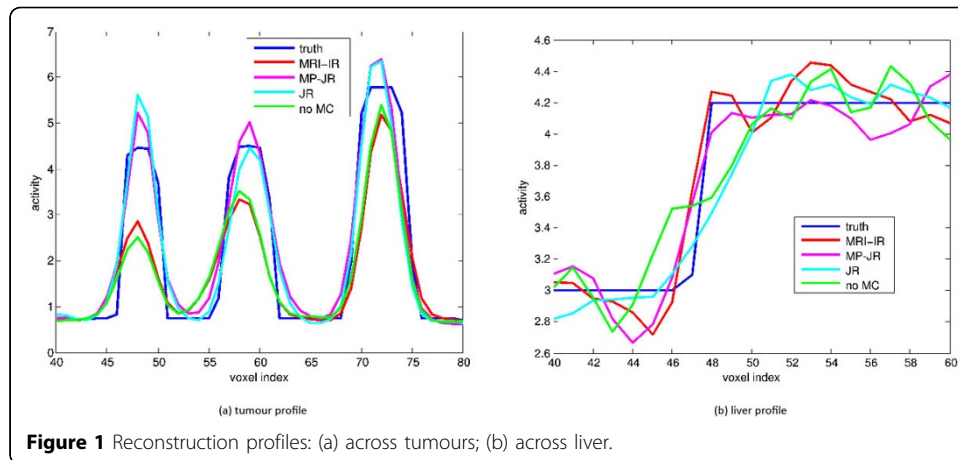 7
6
5
4
3
2
1
0
activity
truth
MRI-IR
MP-JR
JR
no MC
40 45 50 55 60 65 70 75 80
voxel index
(a) tumour profile
4.6
4.4
4.2
4
3.8
3.6
3.4
3.2
3
2.8
2.6
activity
truth
MRI-IR
MP-JR
JR
no MC
40 42 44 46 48 50 52 54 56 58 60
voxel index
(b) liver profile
Figure 1 Reconstruction profiles: (a) across tumours; (b) across liver.